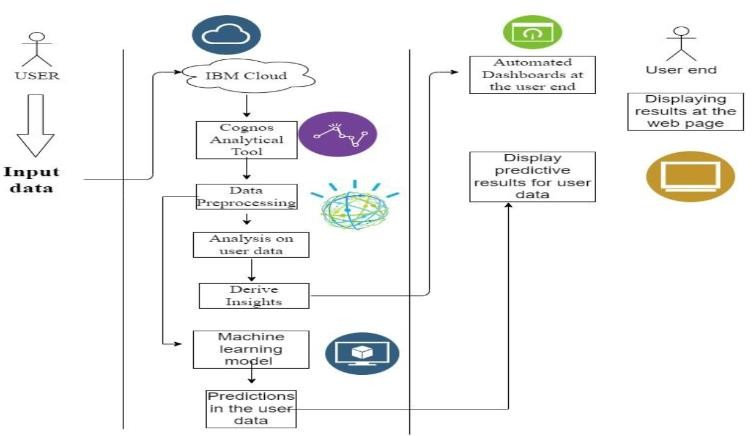 USER
Input
data
IBM Cloud
Cognos
Analytical
Tool
Data
Preprocessing
Analysis on
user data
Derive
Insights
Machine
learning
model
Predictions
in the user
data
Automated
Dashboards at
the user end
Display
predictive
results for user
data
User end
Displaying
results at the
web page